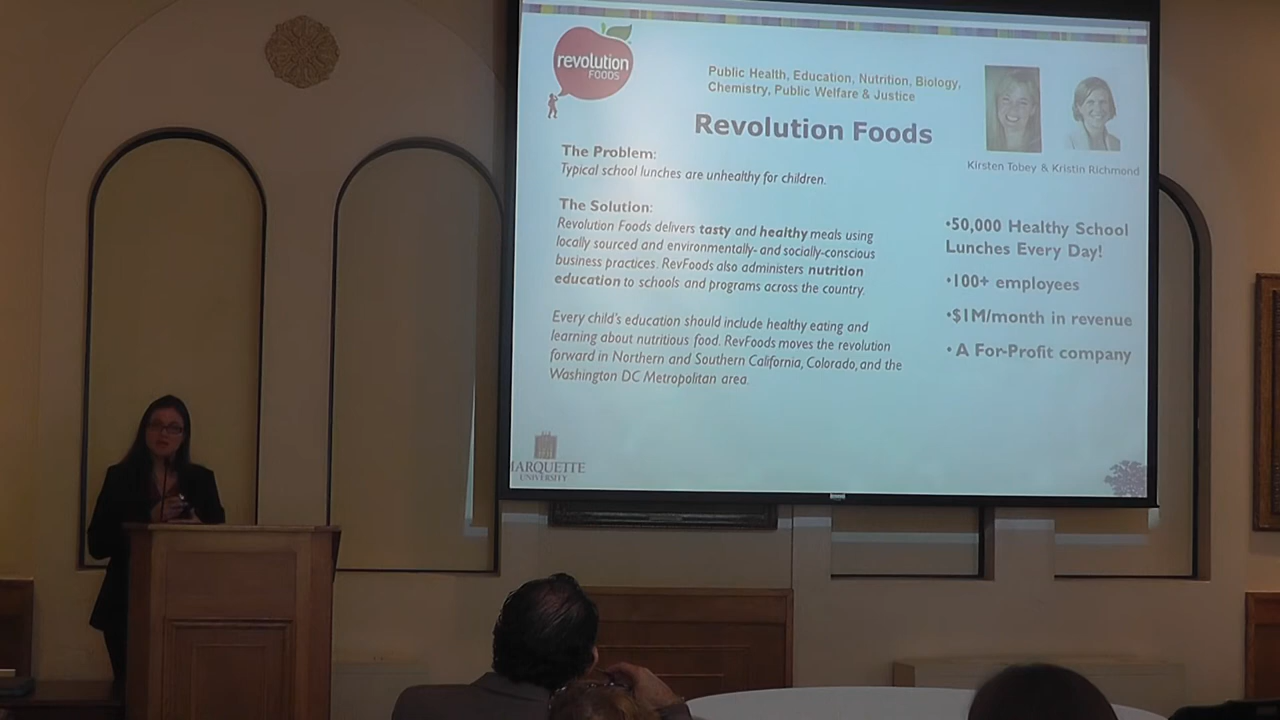 revolution
FOODS
Public Health, Education, Nutrition, Biology,
Chemistry, Public Welfare & Justice
Revolution Foods
Kirsten Tobey & Kristin Richmond
The Problem:
Typical school lunches are unhealthy for children.
The Solution:
Revolution Foods delivers tasty and healthy meals using
locally sourced and environmentally- and socially-conscious
business practices. RevFoods also administers nutrition
education to schools and programs across the country.
Every child's education should include healthy eating and
learning about nutritious food. RevFoods moves the revolution
forward in Northern and Southern California, Colorado, and the
Washington DC Metropolitan area.
•50,000 Healthy School
Lunches Every Day!
•100+ employees
•$1M/month in revenue
• A For-Profit company
MARQUETTE
UNIVERSITY